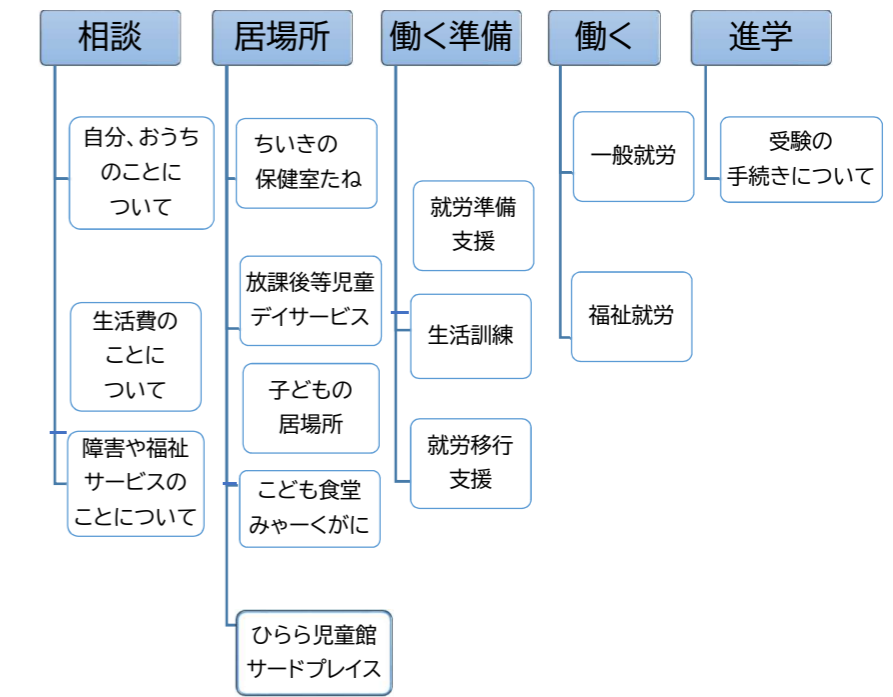 相談
自分、おうち
のことに
ついて
生活費の
ことに
ついて
障害や福祉
サービスの
ことについて
居場所
ちいきの
保健室たね
放課後等児童
デイサービス
子どもの
居場所
こども食堂
みゃーくがに
ひらら児童館
サードプレイス
働く準備
就労準備
支援
生活訓練
就労移行
支援
働く
一般就労
福祉就労
進学
受験の
手続きについて